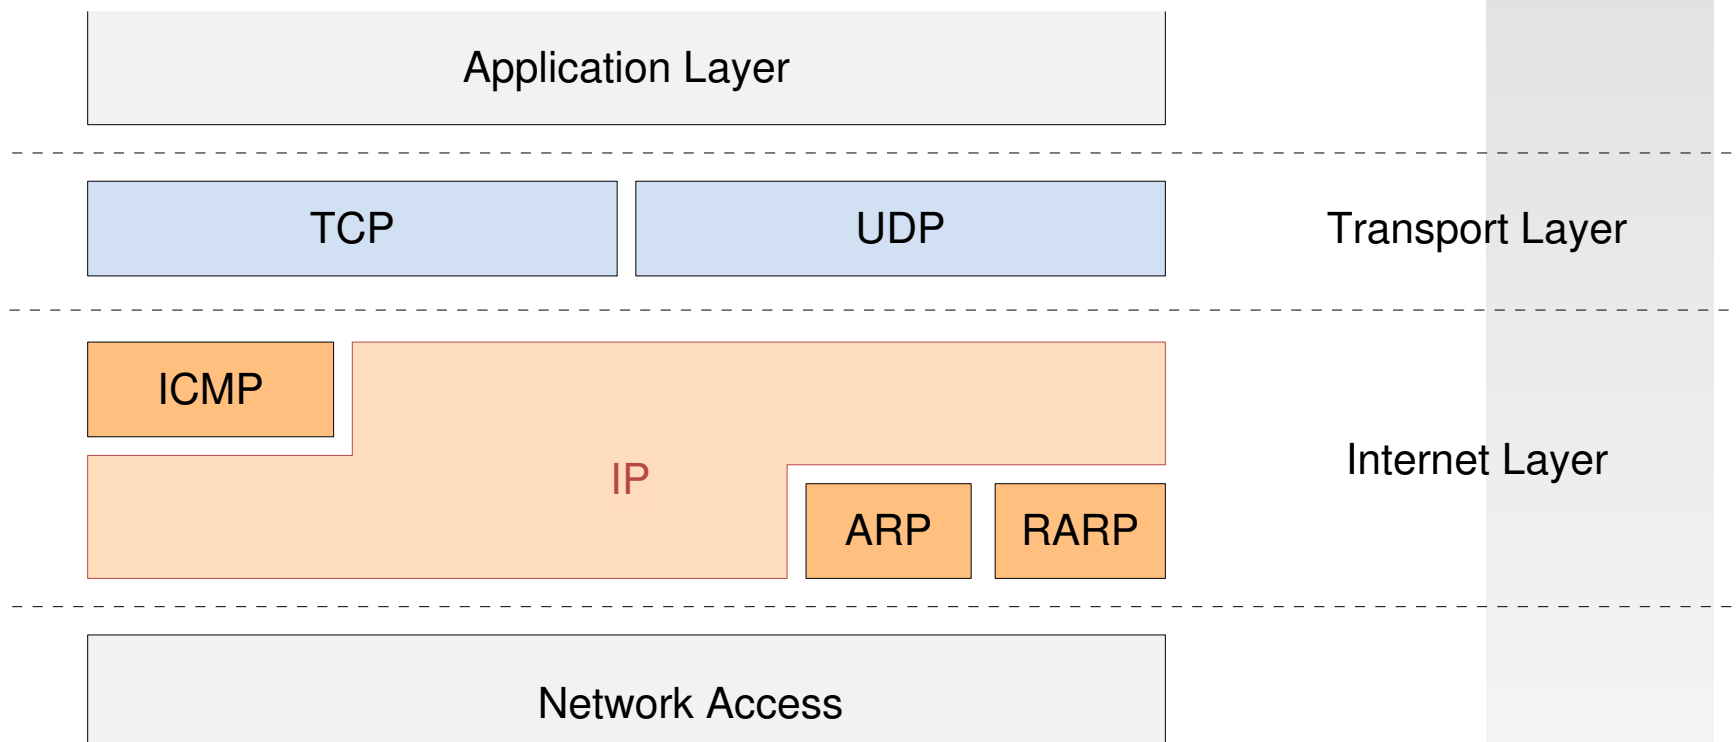 Application Layer
TCP
UDP
Transport Layer
ICMP
IP
Internet Layer
ARP
RARP
Network Access